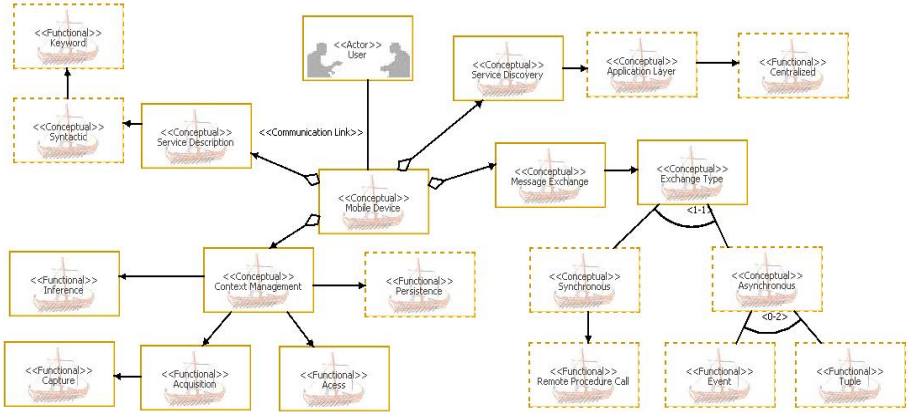 <<Functional>>
Keyword
<<Actor>>
User
<<Conceptual>>
Service Discovery
<<Conceptual>>
Application Layer
<<Functional>>
Centralized
<<Conceptual>>
Syntactic
<<Conceptual>>
Service Description
<<Communication Link>>
<<Conceptual>>
Mobile Device
<<Conceptual>>
Message Exchange
<<Conceptual>>
Exchange Type
<1-1>
<<Functional>>
Inference
<<Conceptual>>
Context Management
<<Functional>>
Persistence
<<Conceptual>>
Synchronous
<<Conceptual>>
Asynchronous
<0-2>
<<Functional>>
Capture
<<Functional>>
Acquisition
<<Functional>>
Acess
<<Functional>>
Remote Procedure Call
<<Functional>>
Event
<<Functional>>
Tuple